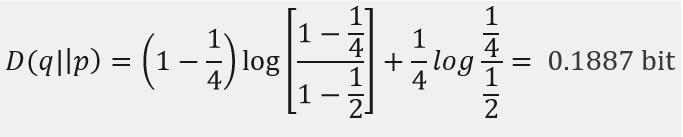 D(q||p) = (1 − 1/4) log [(1 − 1/4)/(1 − 1/2)] + 1/4 log (1/4)/(1/2) = 0.1887 bit